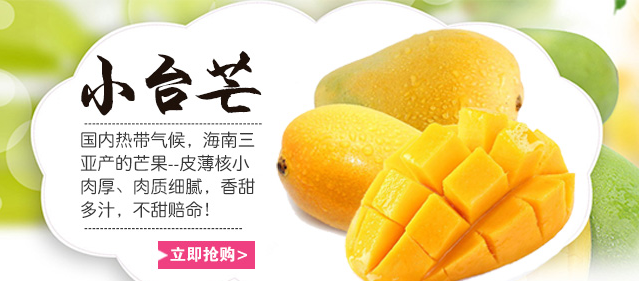 小台芒
国内热带气候，海南三
亚产的芒果--皮薄核小
肉厚、肉质细腻，香甜
多汁，不甜赔命！
立即抢购>